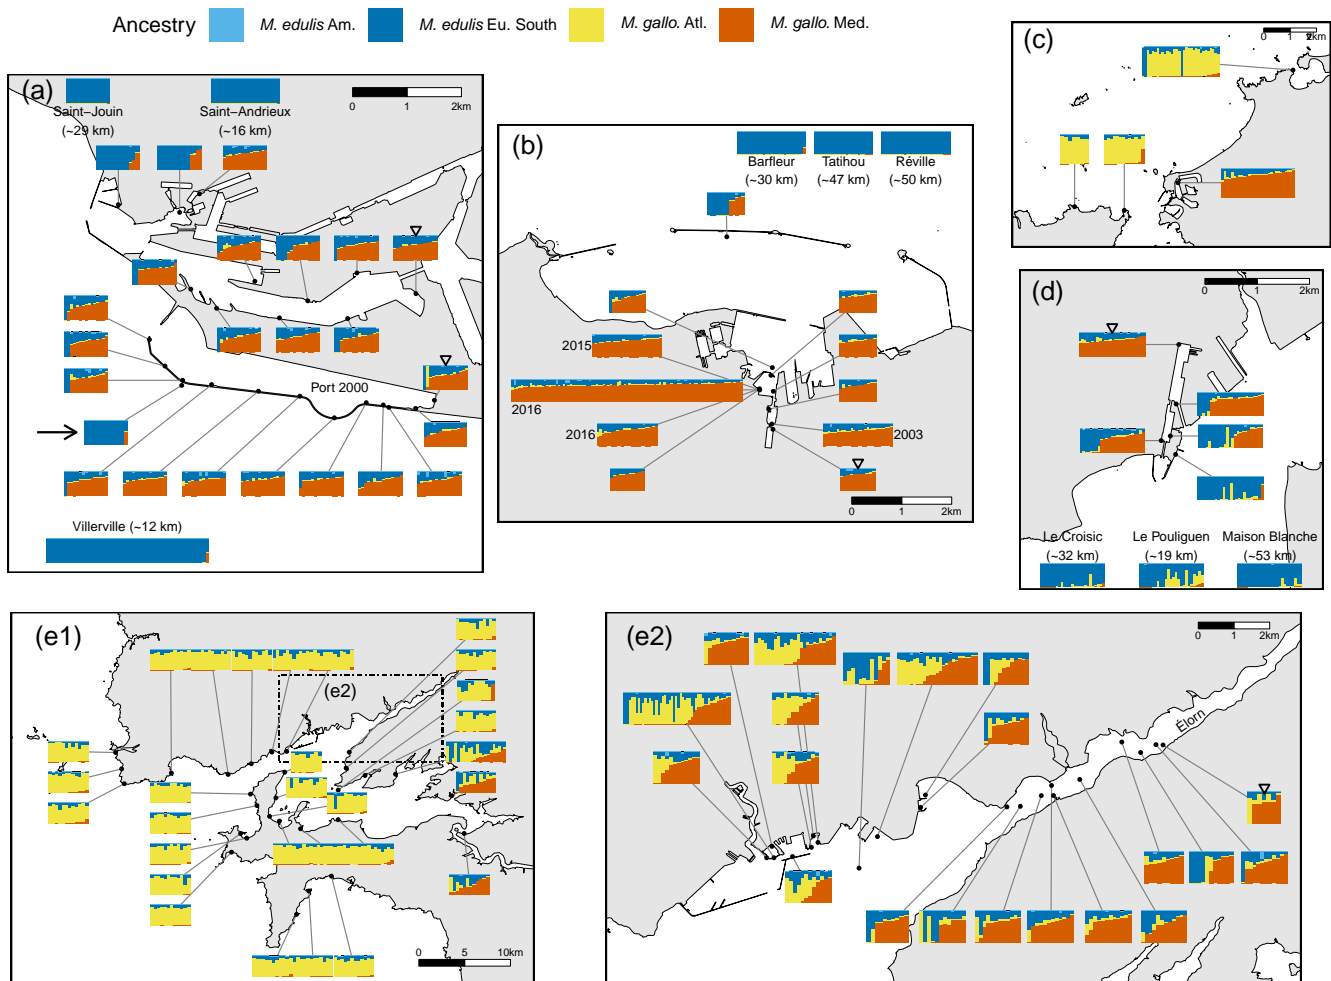 Ancestry M. edulis Am. M. edulis Eu. South M. gallo. Atl. M. gallo. Med.
(a)
Saint-Jouin
(~29 km)
Saint-Andrieux
(~16 km)
0 1 2km
Port 2000
Villerville (~12 km)
(b)
Barfleur
(~30 km)
Tatihou
(~47 km)
Réville
(~50 km)
2015
2016
2016
2003
0 1 2km
(c)
0 1 2km
(d)
0 1 2km
Le Croisic
(~32 km)
Le Pouliguen
(~19 km)
Maison Blanche
(~53 km)
(e1)
(e2)
0 5 10km
(e2)
0 1 2km
Élorn